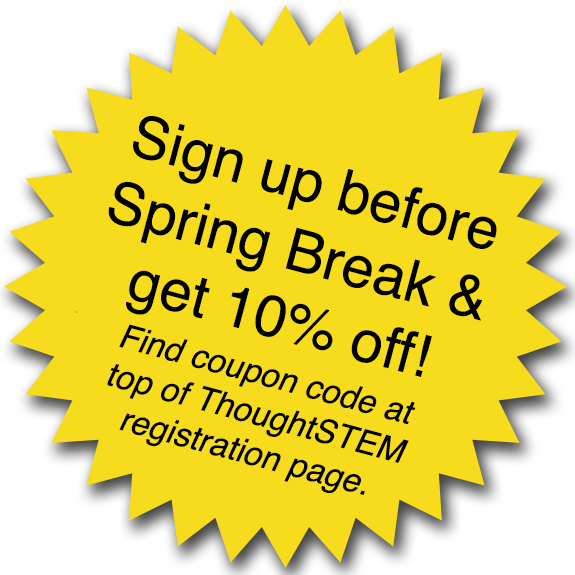 Sign up before
Spring Break &
get 10% off!
Find coupon code at
top of ThoughtSTEM
registration page.